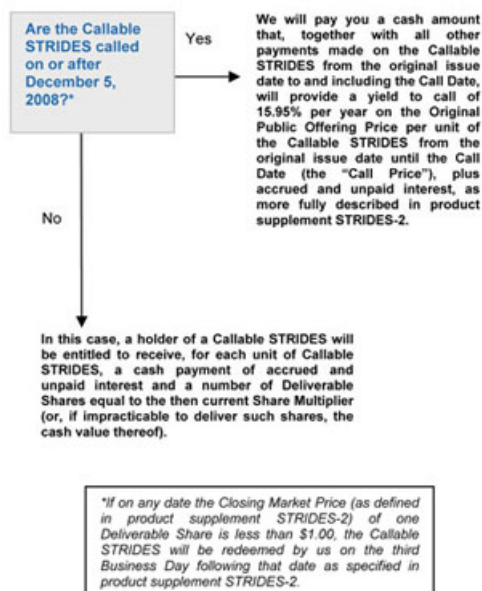 Are the Callable
STRIDES called
on or after
December 5,
2008?*
Yes
We will pay you a cash amount
that, together with all other
payments made on the Callable
STRIDES from the original issue
date to and including the Call Date,
will provide a yield to call of
15.95% per year on the Original
Public Offering Price per unit of
the Callable STRIDES from the
original issue date until the Call
Date (the “Call Price”), plus
accrued and unpaid interest, as
more fully described in product
supplement STRIDES-2.
No
In this case, a holder of a Callable STRIDES will
be entitled to receive, for each unit of Callable
STRIDES, a cash payment of accrued and
unpaid interest and a number of Deliverable
Shares equal to the then current Share Multiplier
(or, if impracticable to deliver such shares, the
cash value thereof).
*If on any date the Closing Market Price (as defined
in product supplement STRIDES-2) of one
Deliverable Share is less than $1.00, the Callable
STRIDES will be redeemed by us on the third
Business Day following that date as specified in
product supplement STRIDES-2.